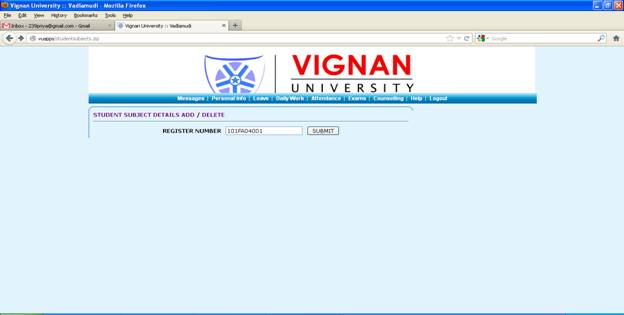 Vignan University :: Vadlamudi - Mozilla Firefox
File Edit View History Bookmarks Tools Help
Inbox - 239priya@gmail.com - Gmail
Vignan University :: Vadlamudi
vuapps/studentsubjects.jsp
Google
VIGNAN
UNIVERSITY
Messages | Personal Info | Leave | Daily Work | Attendance | Exams | Counseling | Help | Logout
STUDENT SUBJECT DETAILS ADD / DELETE
REGISTER NUMBER 101FA04001 SUBMIT